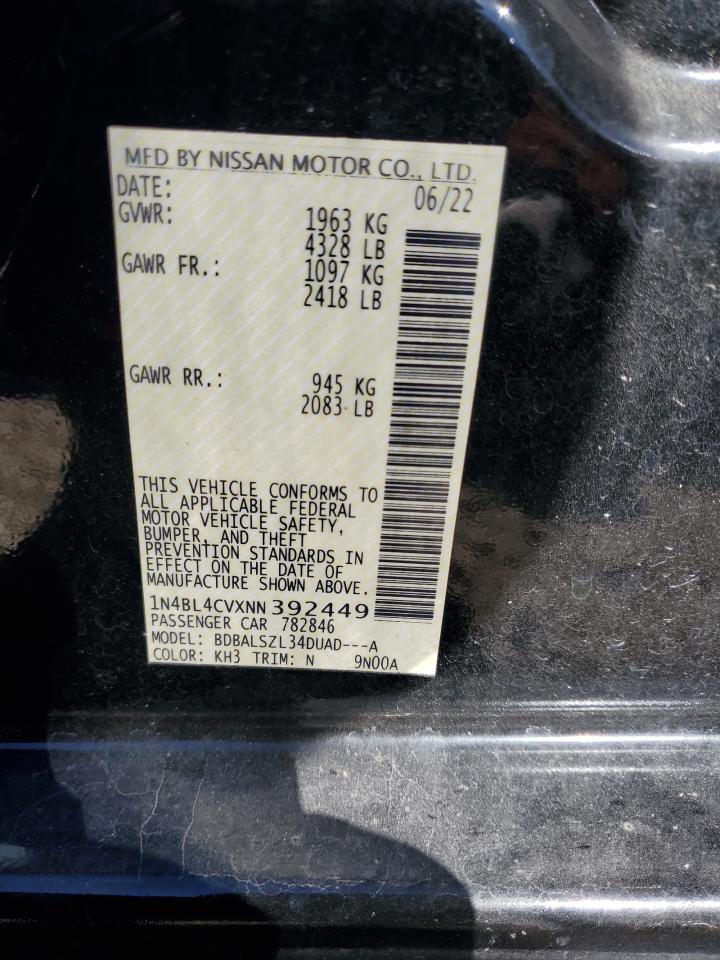 MFD BY NISSAN MOTOR CO., LTD.
DATE: 06/22
GVWR: 1963 KG
4328 LB
GAWR FR.: 1097 KG
2418 LB
GAWR RR.: 945 KG
2083 LB
THIS VEHICLE CONFORMS TO
ALL APPLICABLE FEDERAL
MOTOR VEHICLE SAFETY,
BUMPER, AND THEFT
PREVENTION STANDARDS IN
EFFECT ON THE DATE OF
MANUFACTURE SHOWN ABOVE.
1N4BL4CVXNN392449
PASSENGER CAR 782846
MODEL: BDBALSZL34DUAD---A
COLOR: KH3 TRIM: N 9N00A